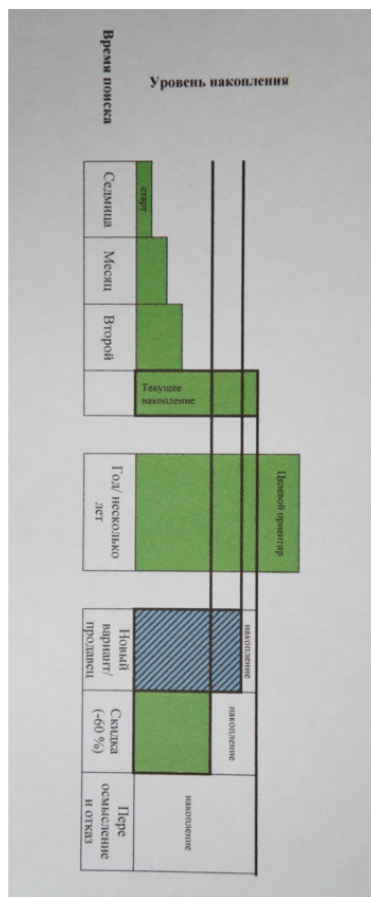 Время поиска
Уровень накопления
Седмица
старт
Месяц
Второй
Текущее
накопление
Год/ несколько
лет
Целевой ориентир
Новый
вариант/
продавец
накопление
Скидка
(-60 %)
накопление
Пере
осмысление
и отказ
накопление